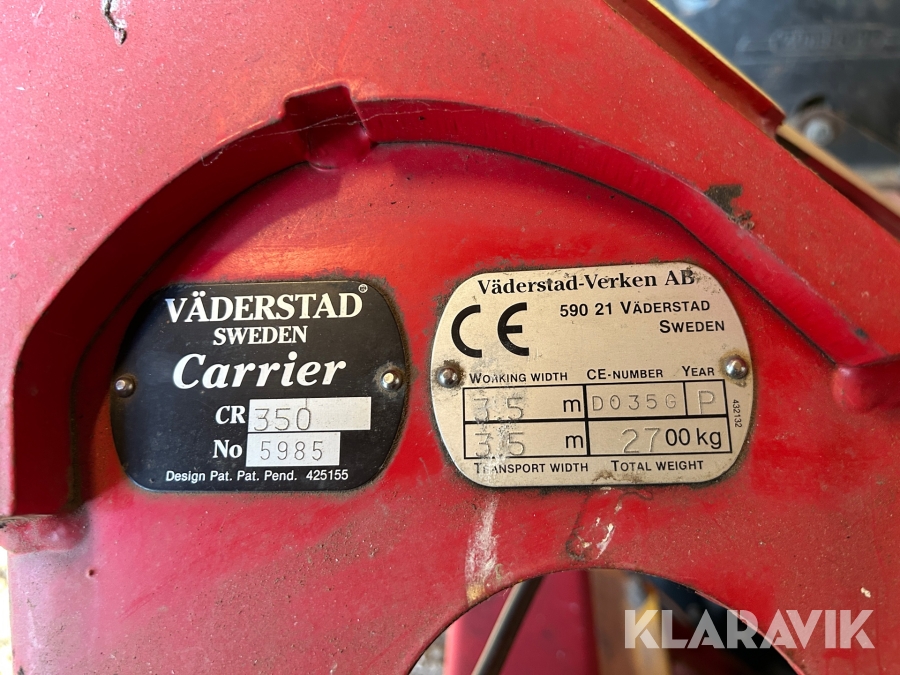 VÄDERSTAD
SWEDEN
Carrier
CR 350
No 5985
Design Pat. Pat. Pend. 425155
Väderstad-Verken AB
CE 590 21 VÄDERSTAD
SWEDEN
WORKING WIDTH CE-NUMBER YEAR
3.5 m D035G P
3.5 m 2700 kg
TRANSPORT WIDTH TOTAL WEIGHT
432132
KLARAVIK